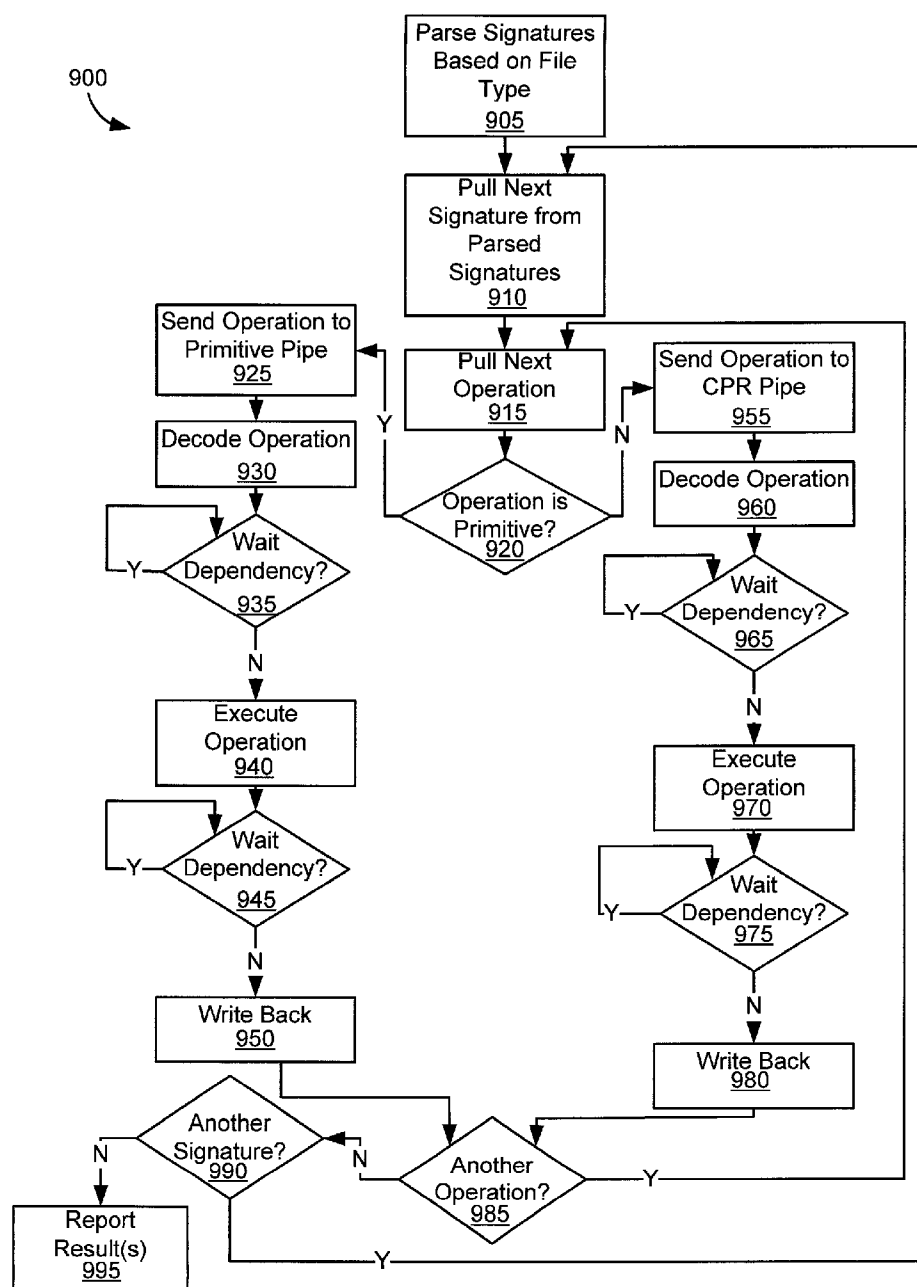 900
Parse Signatures
Based on File
Type
905
Pull Next
Signature from
Parsed
Signatures
910
Send Operation to
Primitive Pipe
925
Pull Next
Operation
915
Send Operation to
CPR Pipe
955
Y
N
Decode Operation
930
Operation is
Primitive?
920
Decode Operation
960
Wait
Dependency?
935
Y
N
Wait
Dependency?
965
Y
N
Execute
Operation
940
Execute
Operation
970
Wait
Dependency?
945
Y
N
Wait
Dependency?
975
Y
N
Write Back
950
Write Back
980
Another
Signature?
990
N
N
Another
Operation?
985
Y
Report
Result(s)
995
Y